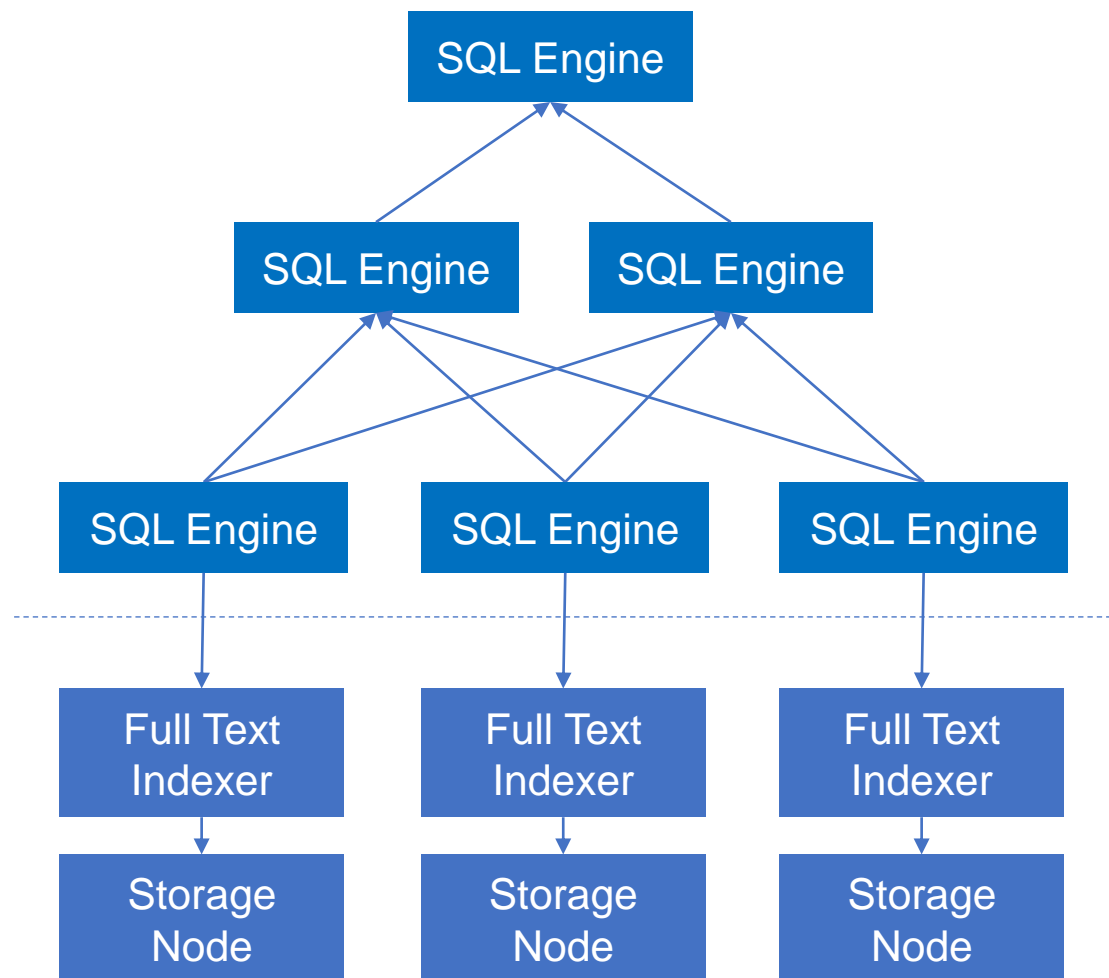 SQL Engine
SQL Engine
SQL Engine
SQL Engine
SQL Engine
SQL Engine
Full Text
Indexer
Full Text
Indexer
Full Text
Indexer
Storage
Node
Storage
Node
Storage
Node